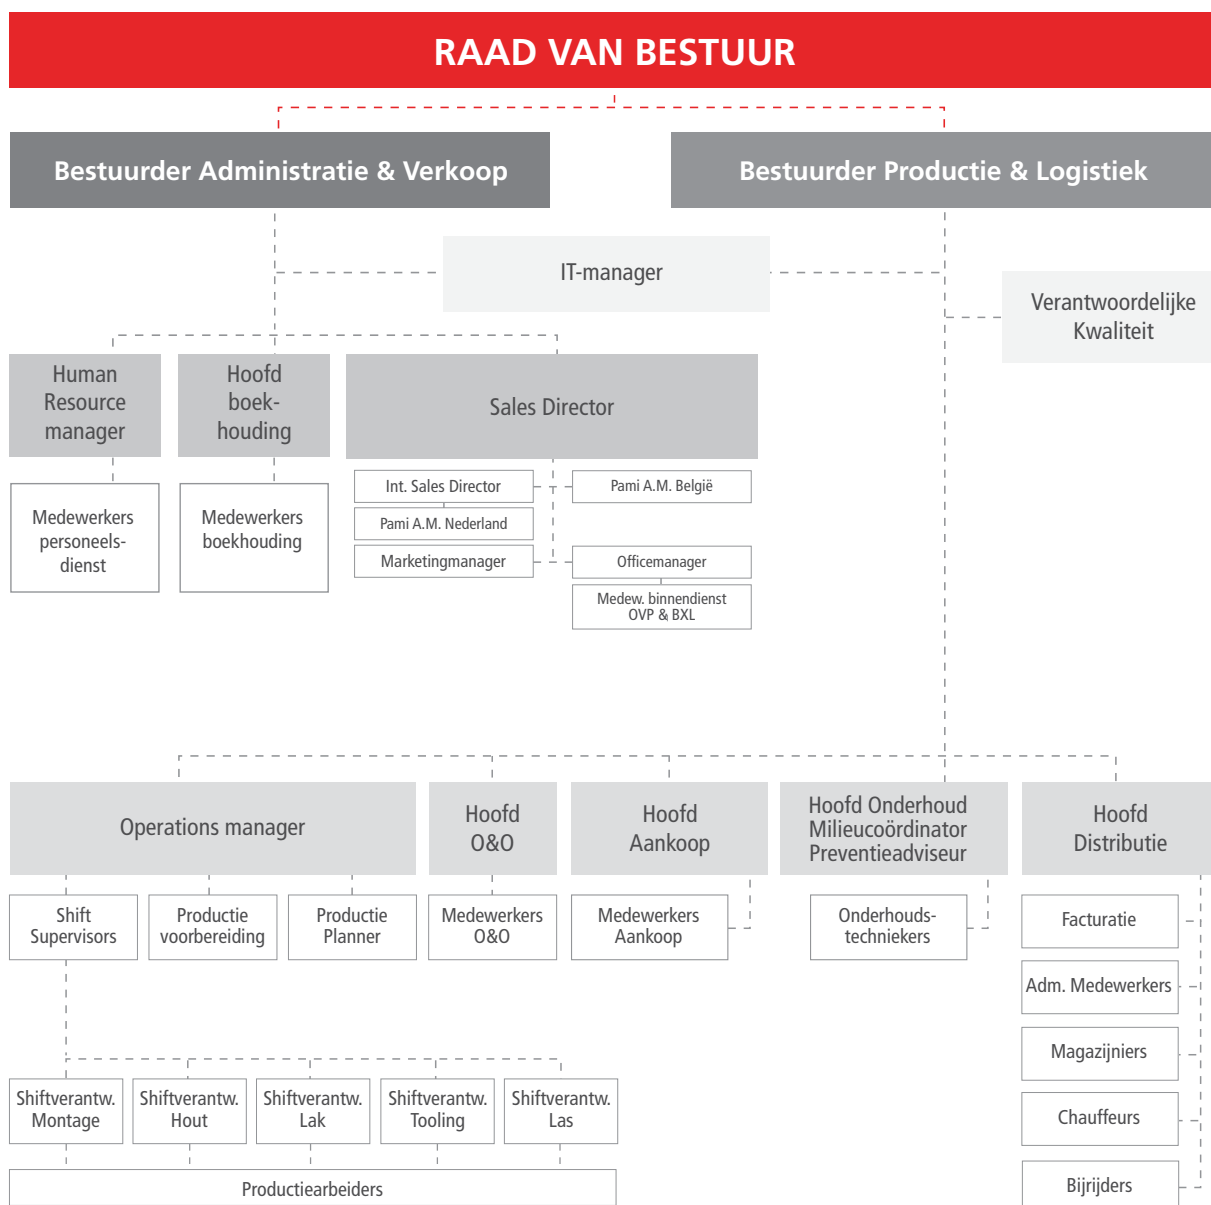 RAAD VAN BESTUUR
Bestuurder Administratie & Verkoop
Bestuurder Productie & Logistiek
IT-manager
Verantwoordelijke
Kwaliteit
Human
Resource
manager
Hoofd
boek-
houding
Sales Director
Medewerkers
personeels-
dienst
Medewerkers
boekhouding
Int. Sales Director
Pami A.M. België
Pami A.M. Nederland
Marketingmanager
Officemanager
Medew. binnendienst
OVP & BXL
Operations manager
Hoofd
O&O
Hoofd
Aankoop
Hoofd Onderhoud
Milieucoördinator
Preventieadviseur
Hoofd
Distributie
Shift
Supervisors
Productie
voorbereiding
Productie
Planner
Medewerkers
O&O
Medewerkers
Aankoop
Onderhouds-
techniekers
Facturatie
Adm. Medewerkers
Magazijniers
Chauffeurs
Bijrijders
Shiftverantw.
Montage
Shiftverantw.
Hout
Shiftverantw.
Lak
Shiftverantw.
Tooling
Shiftverantw.
Las
Productiearbeiders